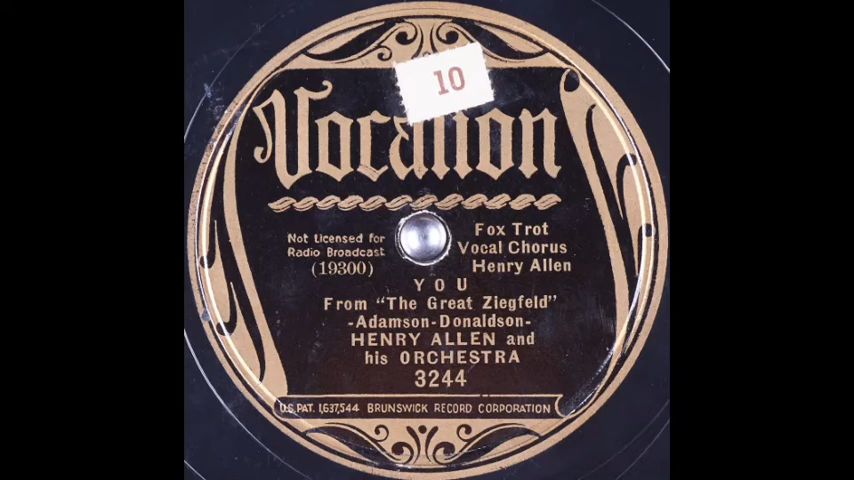 10
Vocalion
Not Licensed for
Radio Broadcast
(19300)
Fox Trot
Vocal Chorus
Henry Allen
YOU
From "The Great Ziegfeld"
-Adamson-Donaldson-
HENRY ALLEN and
his ORCHESTRA
3244
U.S. PAT. 1,637,544 BRUNSWICK RECORD CORPORATION